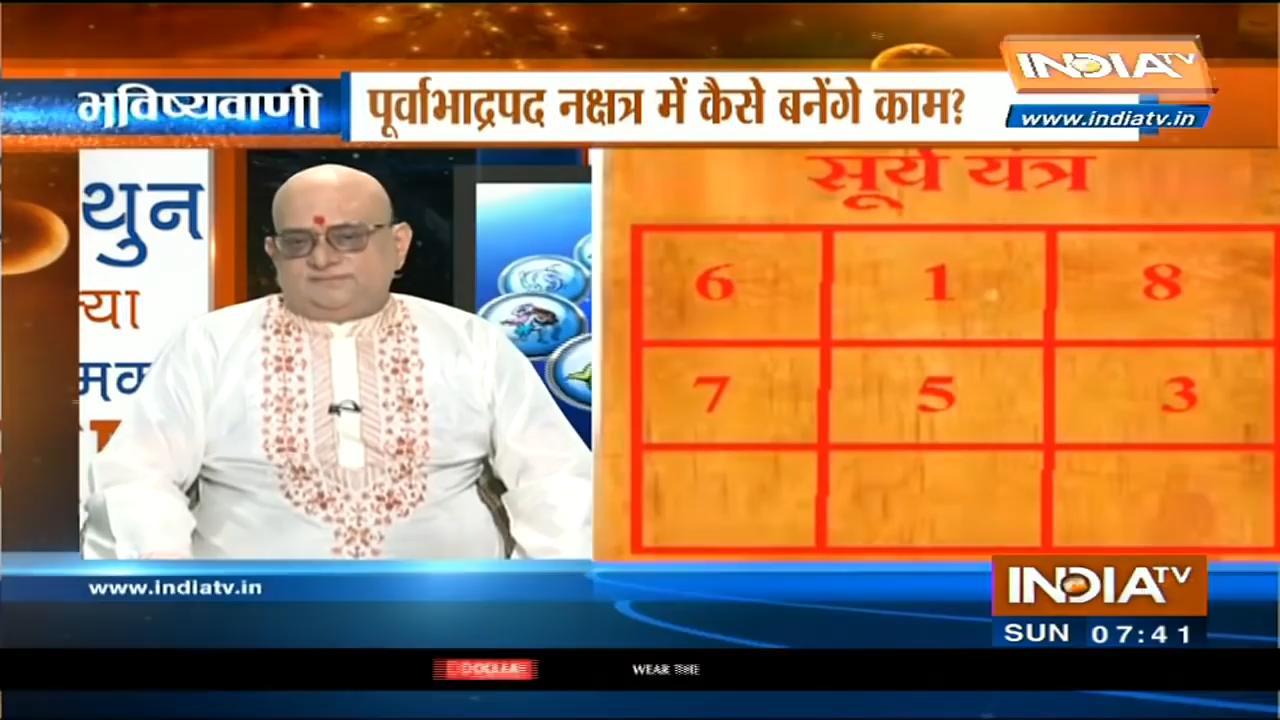 INDIA TV
www.indiatv.in
भविष्यवाणी
पूर्वाभाद्रपद नक्षत्र में कैसे बनेंगे काम?
थुन
या
सूर्य यंत्र
6 1 8
7 5 3
www.indiatv.in
INDIA TV
SUN 07:41
WEAR THE